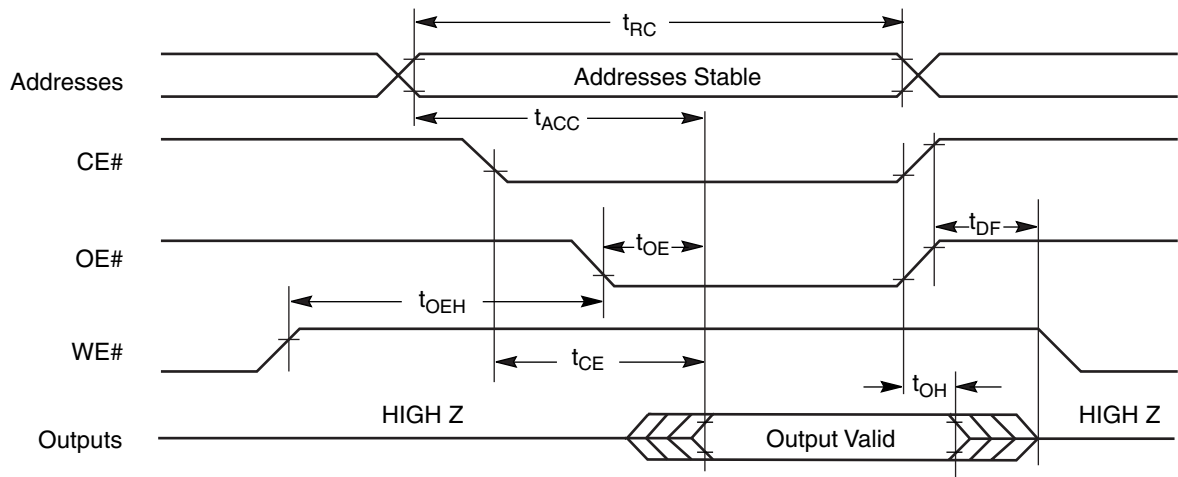 tRC
Addresses
Addresses Stable
tACC
CE#
tDF
OE#
tOE
tOEH
WE#
tCE
tOH
HIGH Z
HIGH Z
Outputs
Output Valid